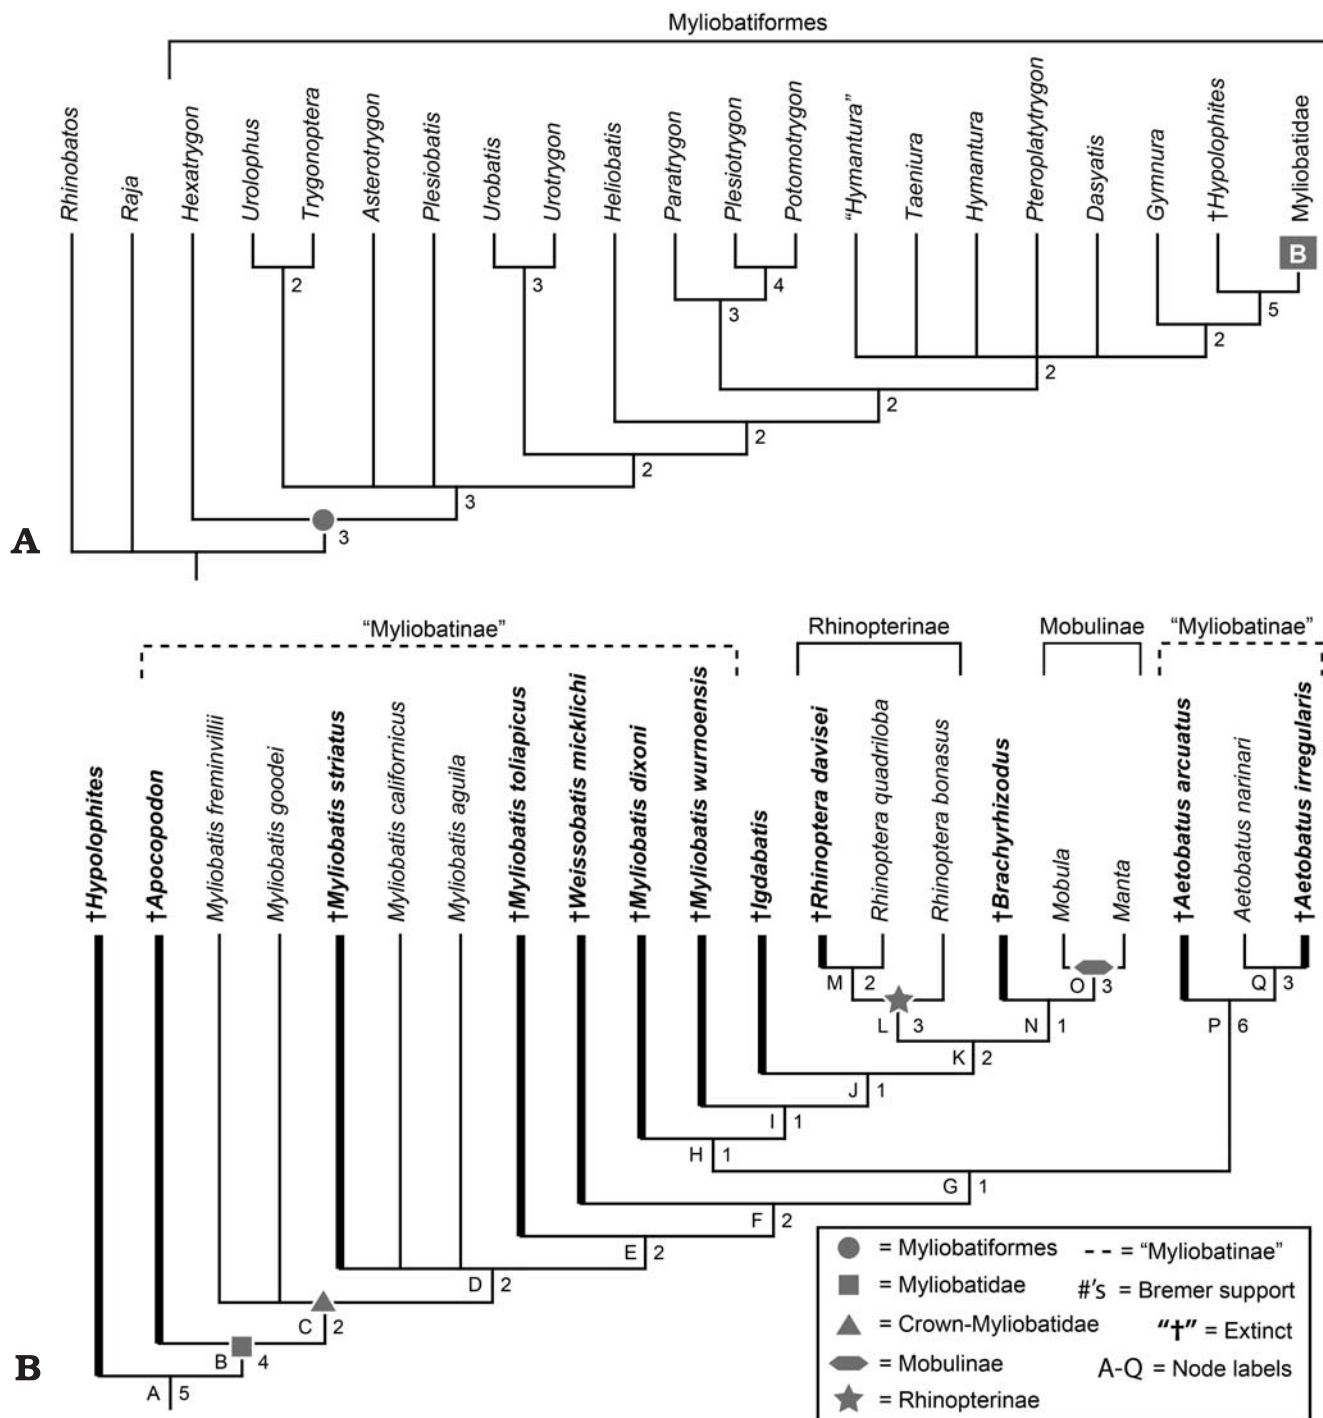 Myliobatiformes
Rhinobatos
Raja
Hexatrygon
Urolophus
Trygonoptera
Asterotrygon
Plesiobatis
Urobatis
Urotrygon
Heliobatis
Paratrygon
Plesiotrygon
Potomotrygon
“Hymantura”
Taeniura
Hymantura
Pteroplatytrygon
Dasyatis
Gymnura
†Hypolophites
Myliobatidae
B
2
3
4
3
5
2
2
2
2
2
3
3
A
“Myliobatinae”
Rhinopterinae
Mobulinae
“Myliobatinae”
†Hypolophites
†Apocopodon
Myliobatis freminvillii
Myliobatis goodei
†Myliobatis striatus
Myliobatis californicus
Myliobatis aguila
†Myliobatis toliapicus
†Weissobatis micklichi
†Myliobatis dixoni
†Myliobatis wurnoensis
†Igdabatis
†Rhinoptera davisei
Rhinoptera quadriloba
Rhinoptera bonasus
†Brachyrhizodus
Mobula
Manta
†Aetobatus arcuatus
Aetobatus narinari
†Aetobatus irregularis
M 2
O 3
Q 3
L 3
N 1
P 6
K 2
J 1
I 1
H 1
G 1
F 2
E 2
D 2
C 2
B 4
A 5
B
= Myliobatiformes
= Myliobatidae
= Crown-Myliobatidae
= Mobulinae
= Rhinopterinae
-- = “Myliobatinae”
#'s = Bremer support
“†” = Extinct
A-Q = Node labels